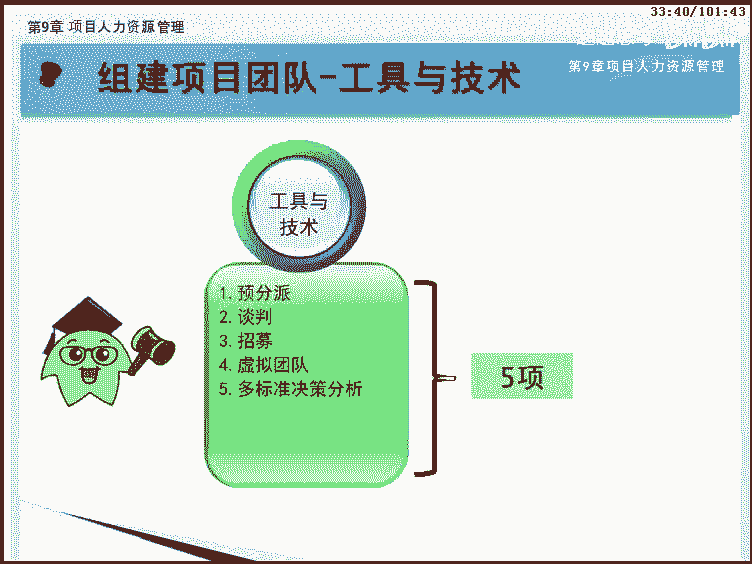 33:40/101:43
第9章 项目人力资源管理
组建项目团队-工具与技术
第9章项目人力资源管理
工具与
技术
1. 预分派
2. 谈判
3. 招募
4. 虚拟团队
5. 多标准决策分析
5项